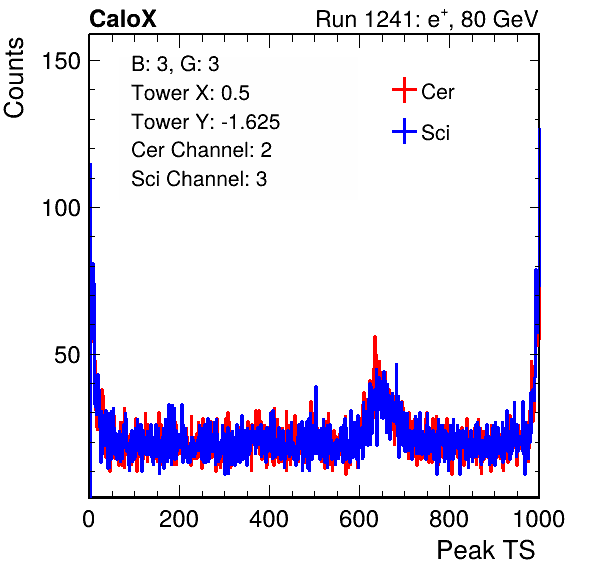 CaloX Run 1241: e⁺, 80 GeV
B: 3, G: 3
Tower X: 0.5
Tower Y: -1.625
Cer Channel: 2
Sci Channel: 3
Cer
Sci
Counts
150
100
50
0 200 400 600 800 1000
Peak TS